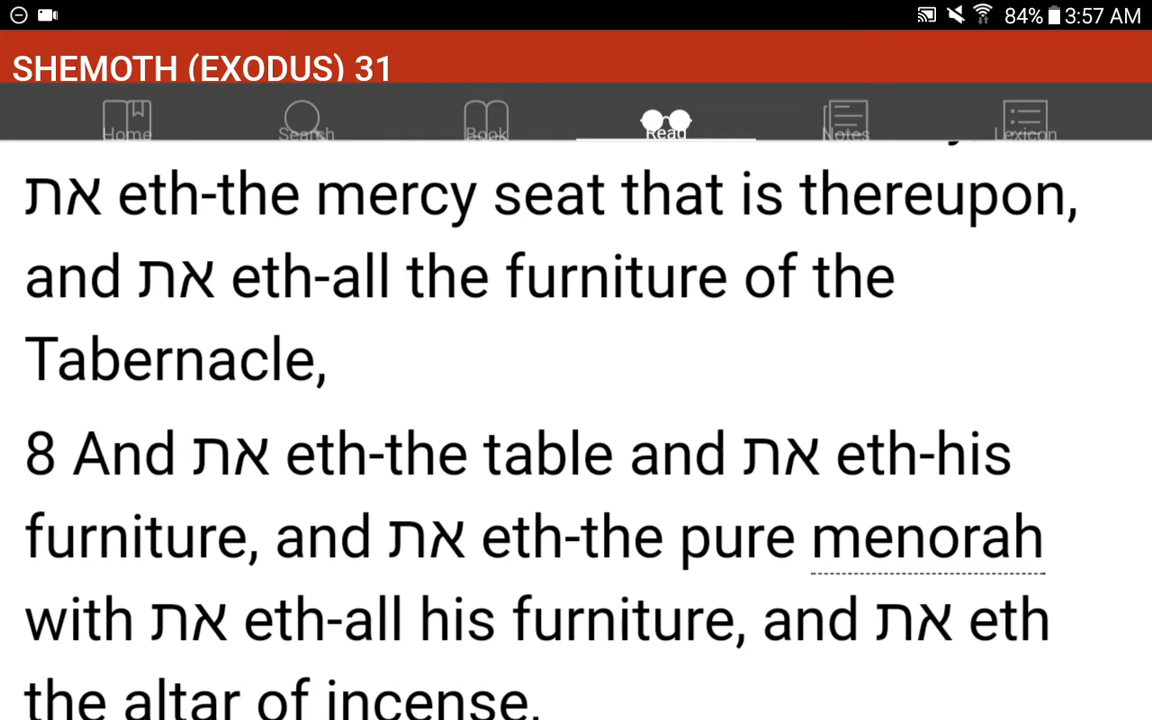 84% 3:57 AM
SHEMOTH (EXODUS) 31
Home Search Book Read Notes Lexicon
את eth-the mercy seat that is thereupon,
and את eth-all the furniture of the
Tabernacle,
8 And את eth-the table and את eth-his
furniture, and את eth-the pure menorah
with את eth-all his furniture, and את eth
the altar of incense,